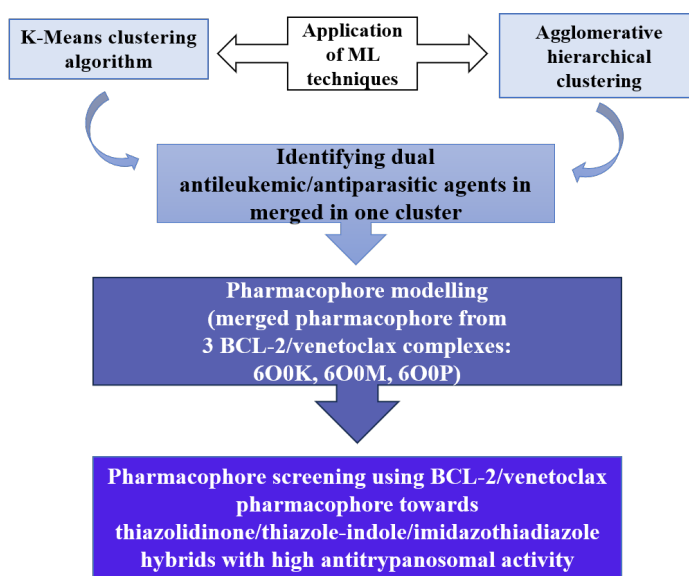 K-Means clustering
algorithm
Application
of ML
techniques
Agglomerative
hierarchical
clustering
Identifying dual
antileukemic/antiparasitic agents in
merged in one cluster
Pharmacophore modelling
(merged pharmacophore from
3 BCL-2/venetoclax complexes:
6O0K, 6O0M, 6O0P)
Pharmacophore screening using BCL-2/venetoclax
pharmacophore towards
thiazolidinone/thiazole-indole/imidazothiadiazole
hybrids with high antitrypanosomal activity